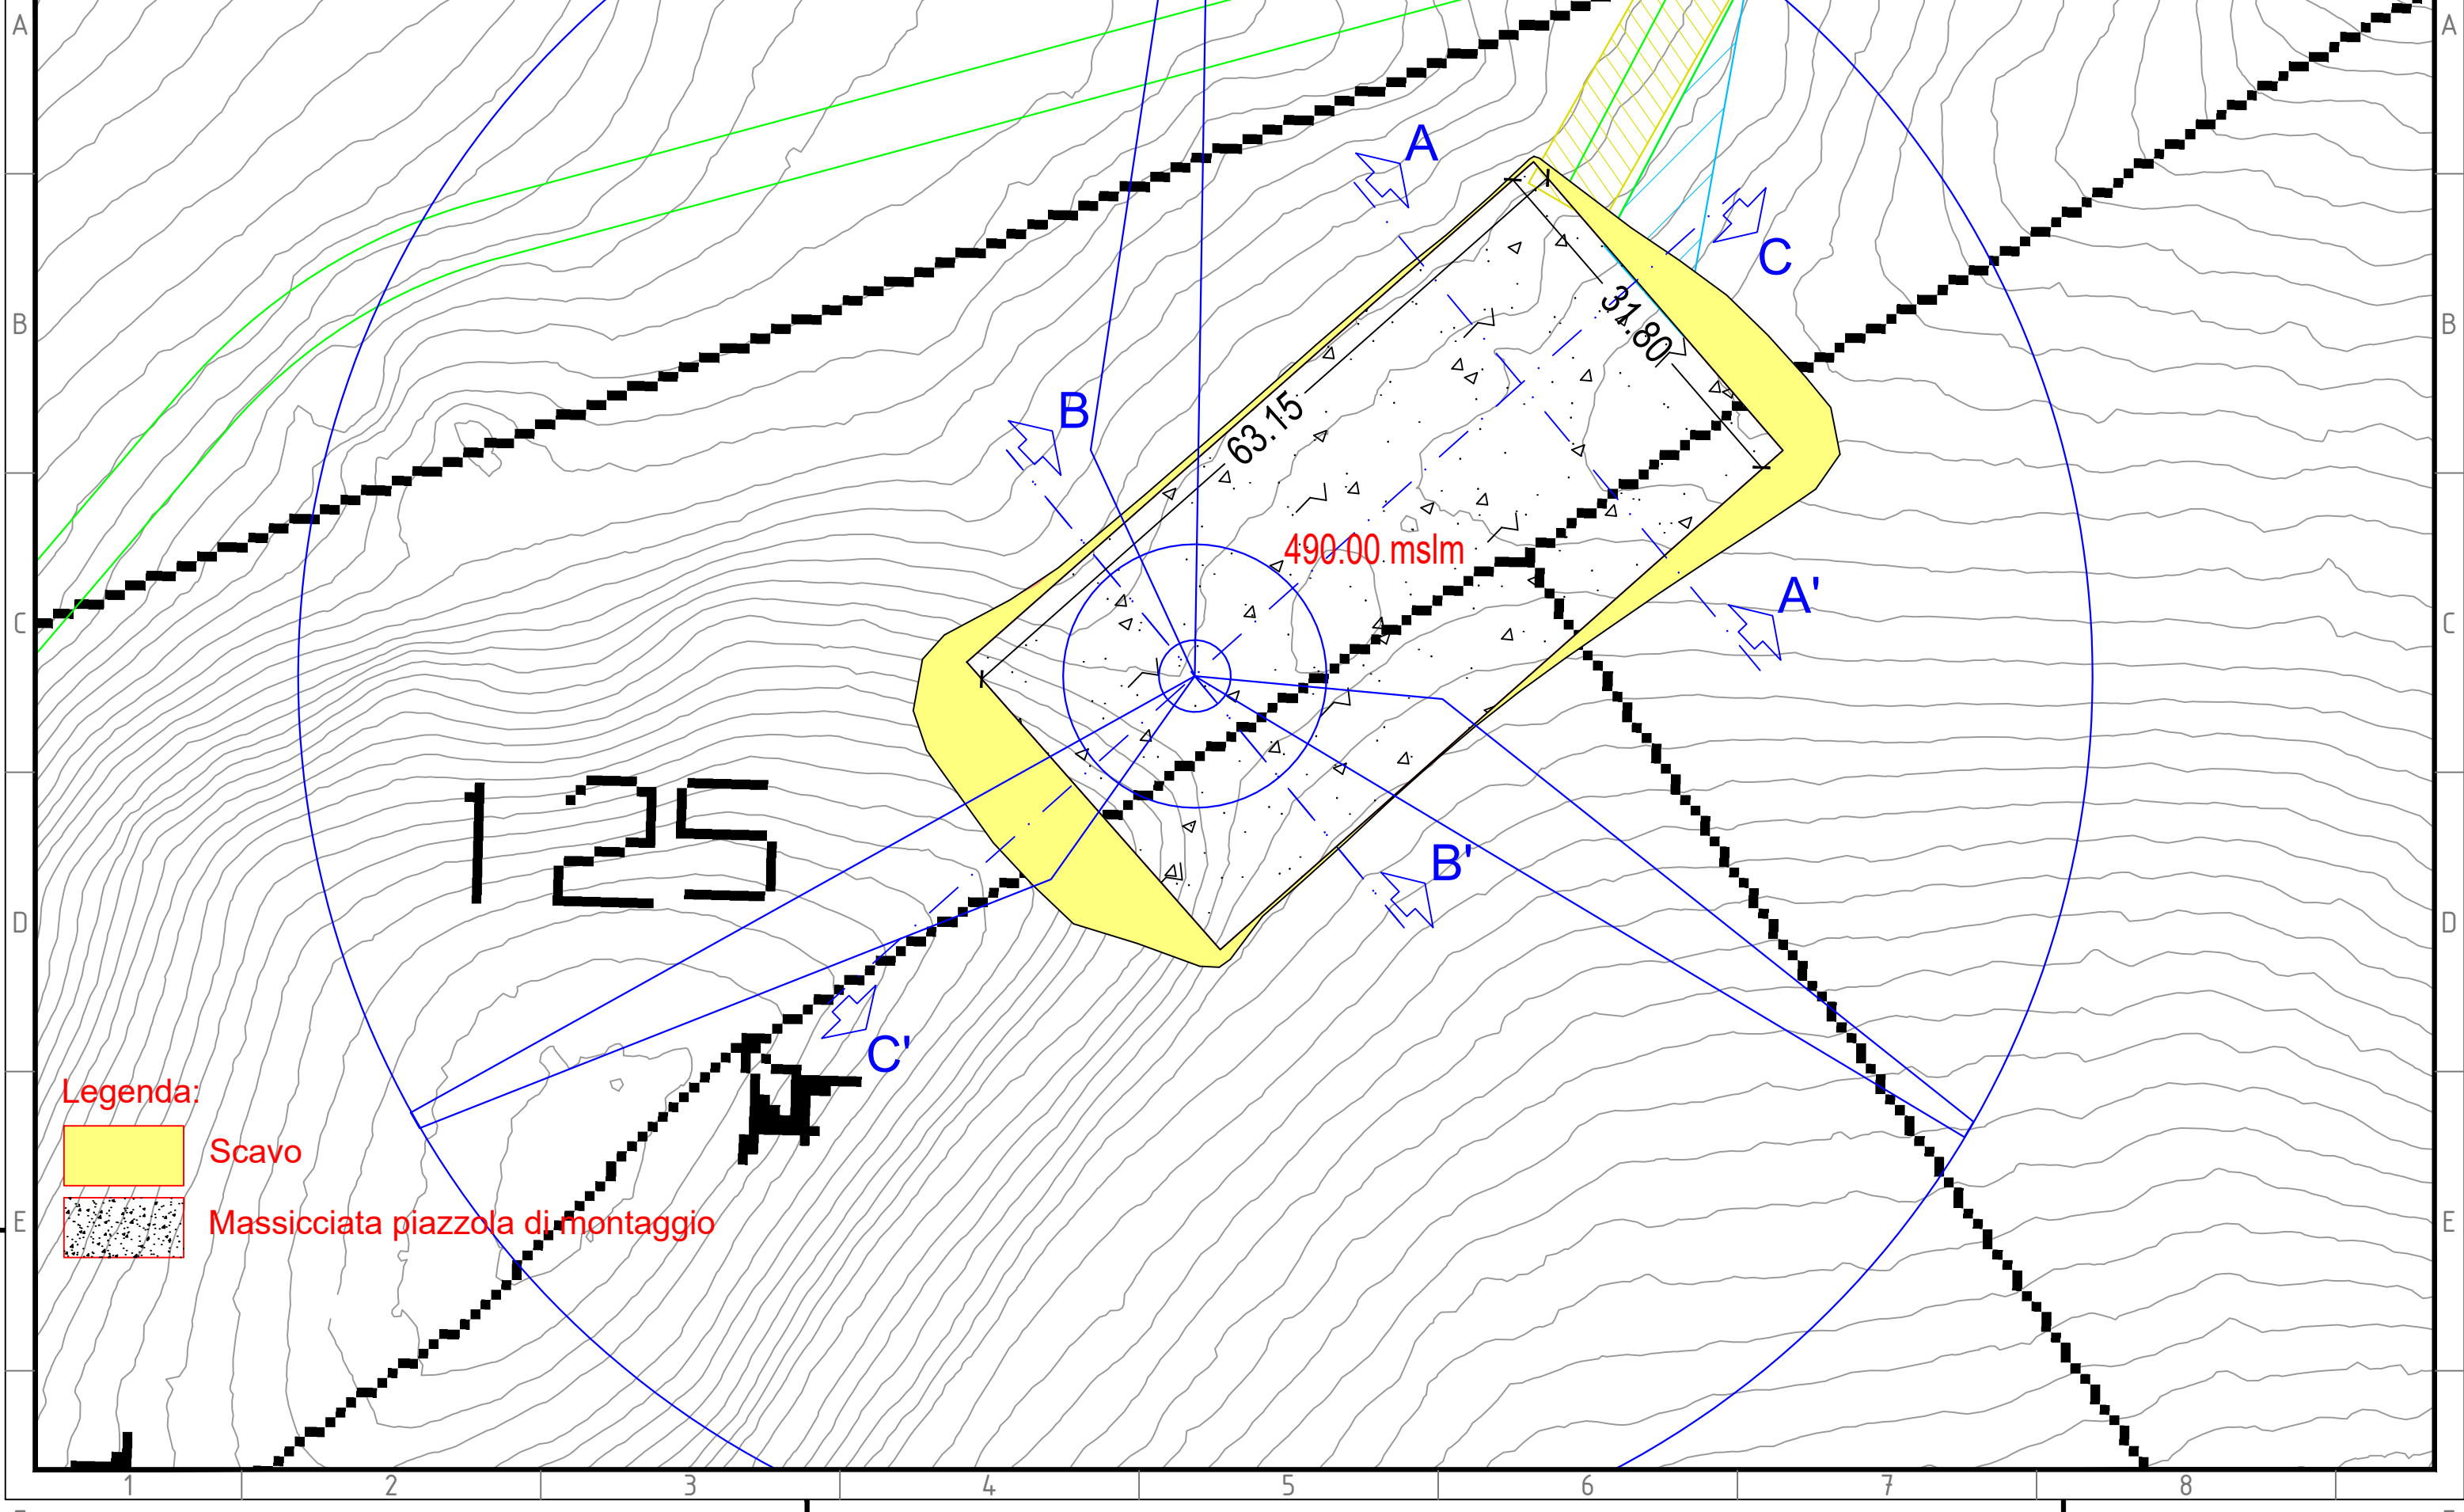 A
A
A
C
B
B
31.80
63.15
B
490.00 mslm
A'
C
C
125
B'
D
D
C'
Legenda:
Scavo
Massicciata piazzola di montaggio
E
E
1
2
3
4
5
6
7
8